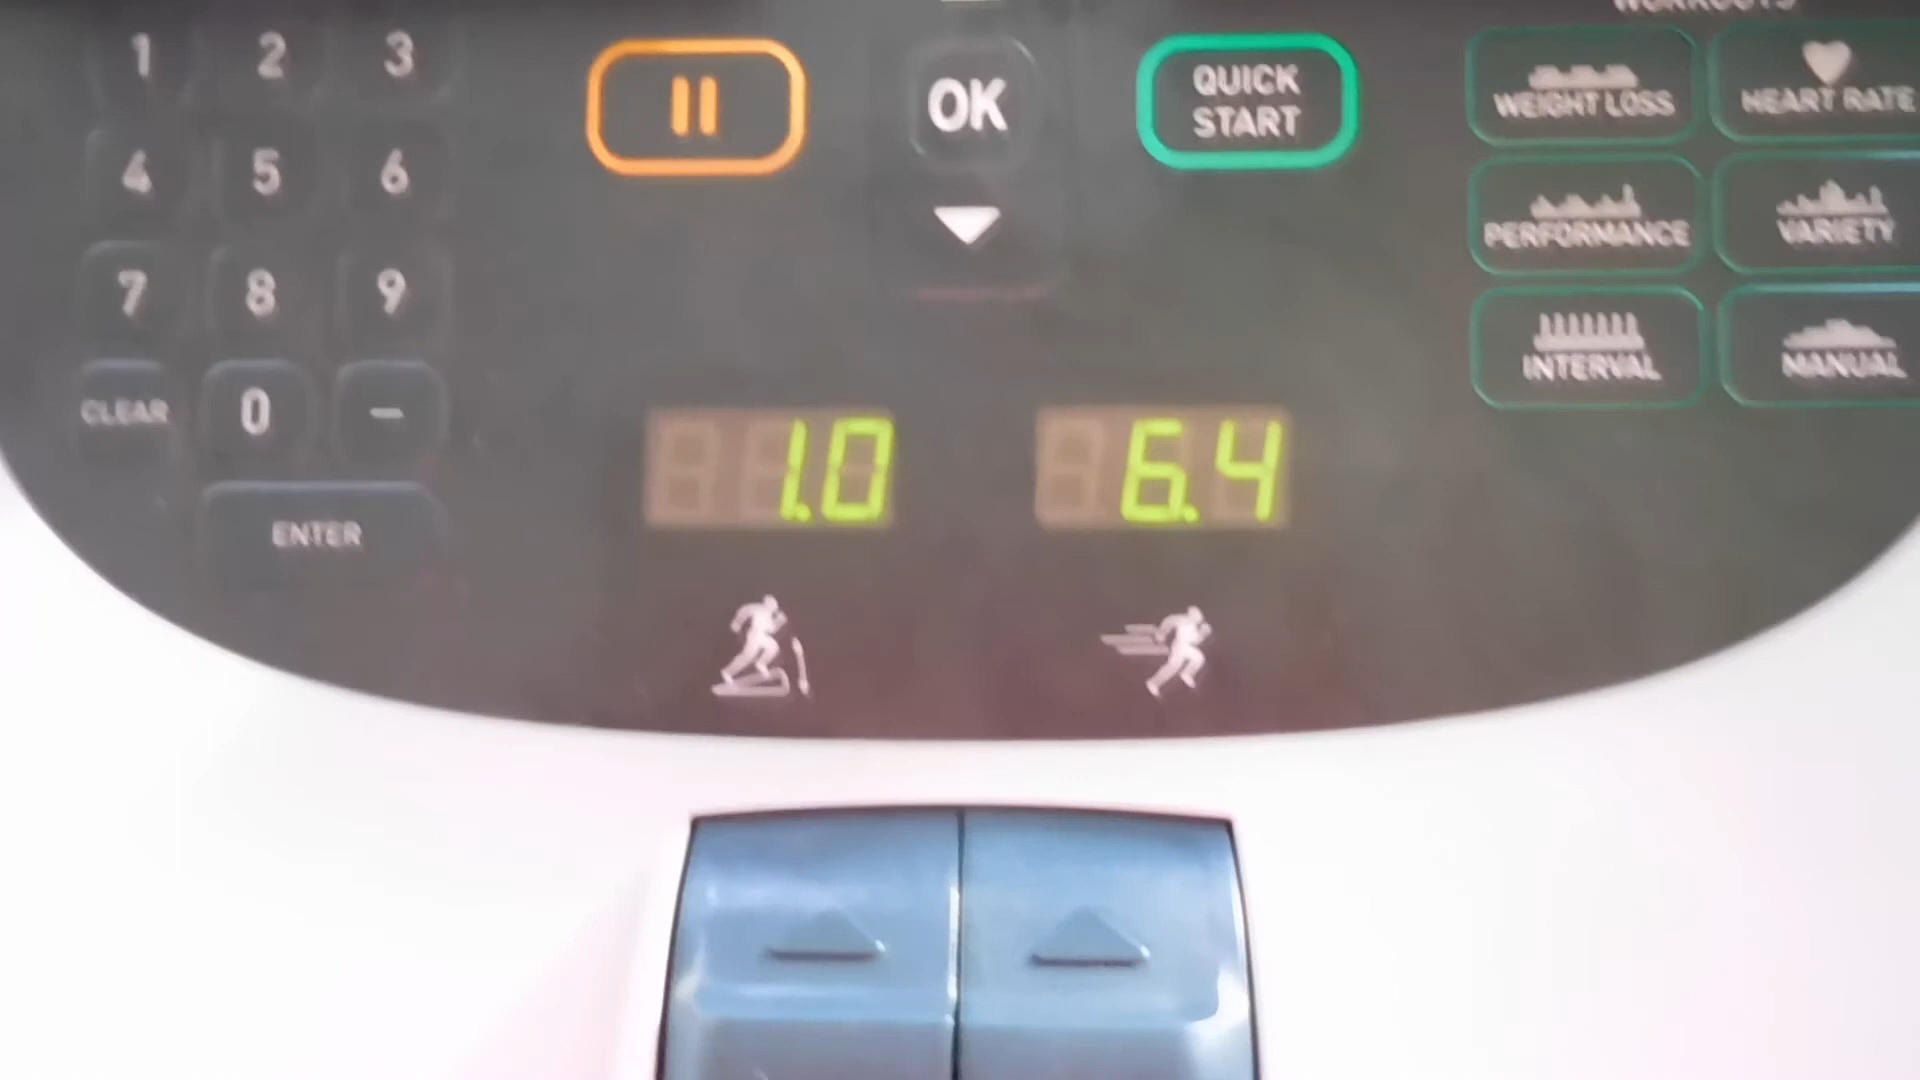 WORKOUTS
1 2 3
4 5 6
7 8 9
CLEAR 0 –
ENTER
OK
QUICK
START
WEIGHT LOSS
HEART RATE
PERFORMANCE
VARIETY
INTERVAL
MANUAL
1.0
6.4